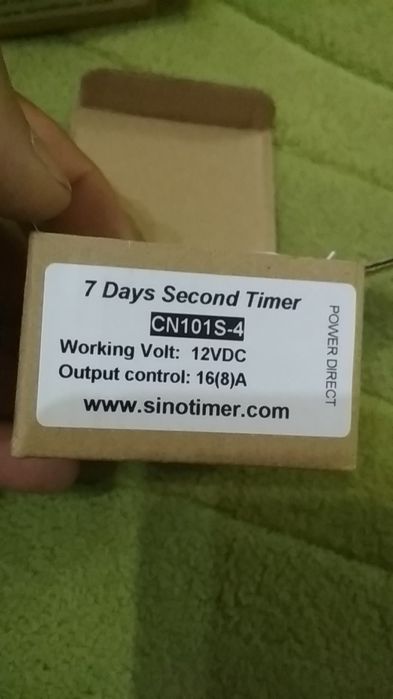 7 Days Second Timer
CN101S-4
Working Volt: 12VDC
Output control: 16(8)A
www.sinotimer.com
POWER DIRECT